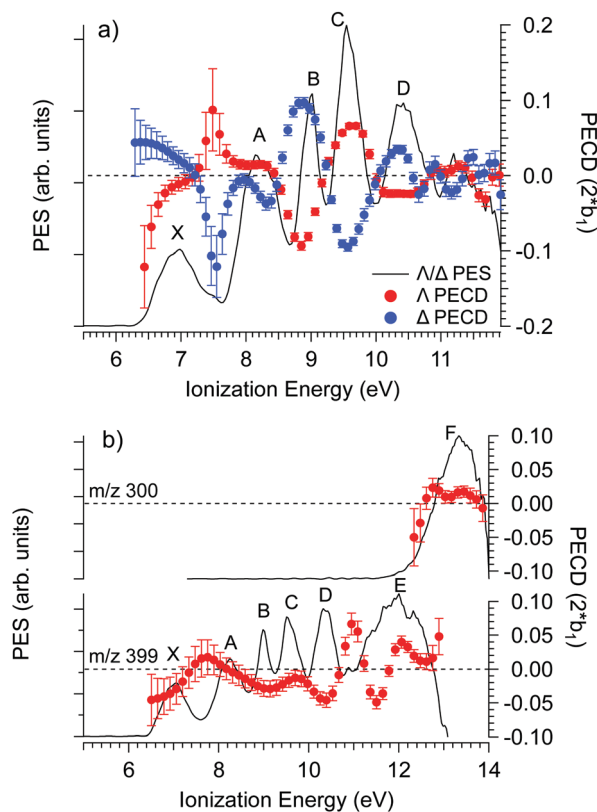 a)
C
B
A
D
X
PES (arb. units)
0.2
0.1
0.0
-0.1
-0.2
PECD (2*b₁)
Λ/Δ PES
Λ PECD
Δ PECD
6 7 8 9 10 11
Ionization Energy (eV)
b)
F
m/z 300
0.10
0.05
0.00
-0.05
-0.10
PES (arb. units)
PECD (2*b₁)
m/z 399
X A B C D E
0.10
0.05
0.00
-0.05
-0.10
6 8 10 12 14
Ionization Energy (eV)